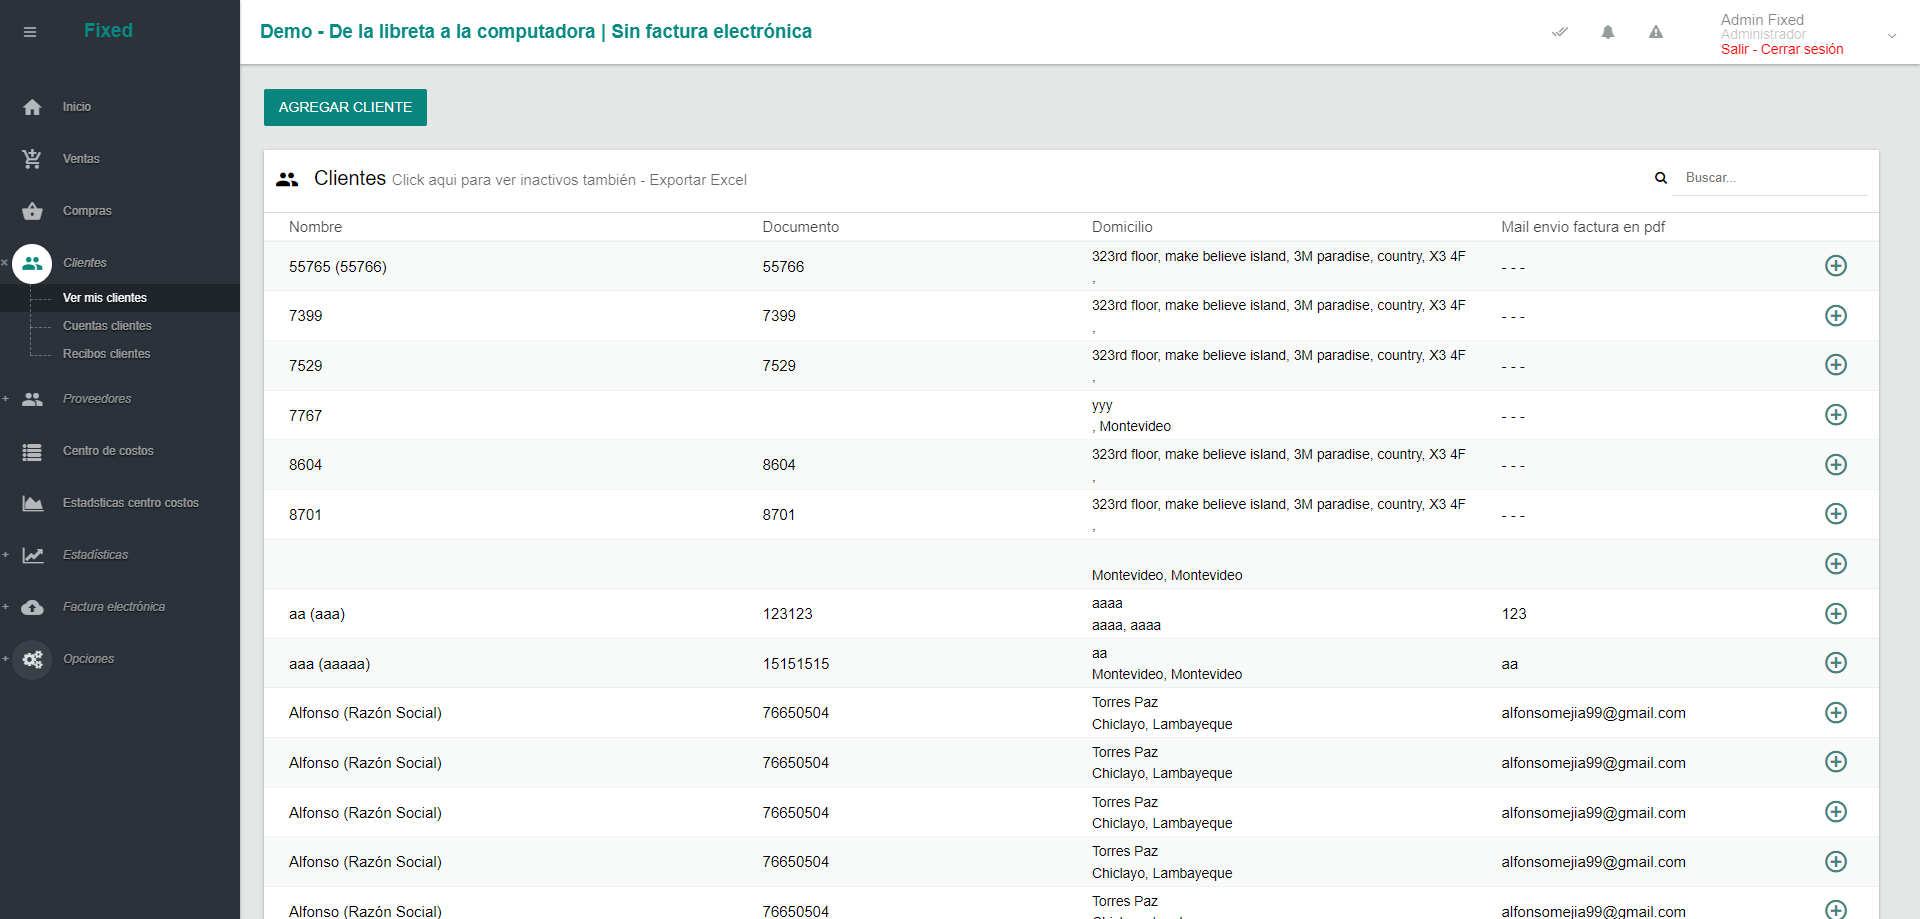 Fixed
Demo - De la libreta a la computadora | Sin factura electrónica
Admin Fixed
Administrador
Salir - Cerrar sesión
Inicio
Ventas
Compras
Clientes
Ver mis clientes
Cuentas clientes
Recibos clientes
Proveedores
Centro de costos
Estadsticas centro costos
Estadísticas
Factura electrónica
Opciones
AGREGAR CLIENTE
Clientes Click aqui para ver inactivos también - Exportar Excel
Buscar...
Nombre Documento Domicilio Mail envio factura en pdf
55765 (55766) 55766 323rd floor, make believe island, 3M paradise, country, X3 4F - - -
,
7399 7399 323rd floor, make believe island, 3M paradise, country, X3 4F - - -
,
7529 7529 323rd floor, make believe island, 3M paradise, country, X3 4F - - -
,
7767 yyy - - -
, Montevideo
8604 8604 323rd floor, make believe island, 3M paradise, country, X3 4F - - -
,
8701 8701 323rd floor, make believe island, 3M paradise, country, X3 4F - - -
,
Montevideo, Montevideo
aa (aaa) 123123 aaaa 123
aaaa, aaaa
aaa (aaaaa) 15151515 aa aa
Montevideo, Montevideo
Alfonso (Razón Social) 76650504 Torres Paz alfonsomejia99@gmail.com
Chiclayo, Lambayeque
Alfonso (Razón Social) 76650504 Torres Paz alfonsomejia99@gmail.com
Chiclayo, Lambayeque
Alfonso (Razón Social) 76650504 Torres Paz alfonsomejia99@gmail.com
Chiclayo, Lambayeque
Alfonso (Razón Social) 76650504 Torres Paz alfonsomejia99@gmail.com
Chiclayo, Lambayeque
Alfonso (Razón Social) 76650504 Torres Paz alfonsomejia99@gmail.com